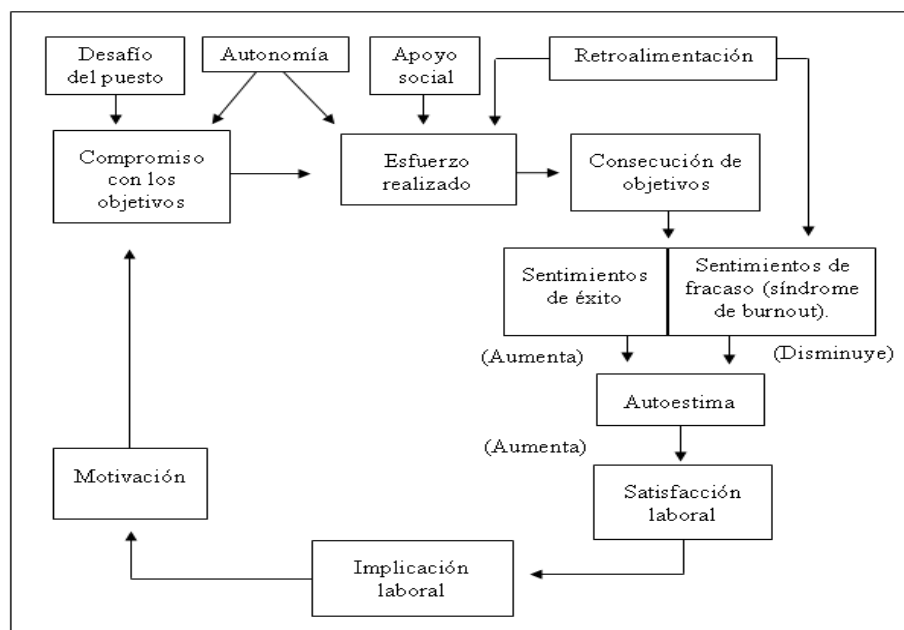 Desafío
del puesto
Autonomía
Apoyo
social
Retroalimentación
Compromiso
con los
objetivos
Esfuerzo
realizado
Consecución de
objetivos
Sentimientos
de éxito
Sentimientos de
fracaso (síndrome
de burnout).
(Aumenta)
(Disminuye)
Autoestima
(Aumenta)
Motivación
Satisfacción
laboral
Implicación
laboral